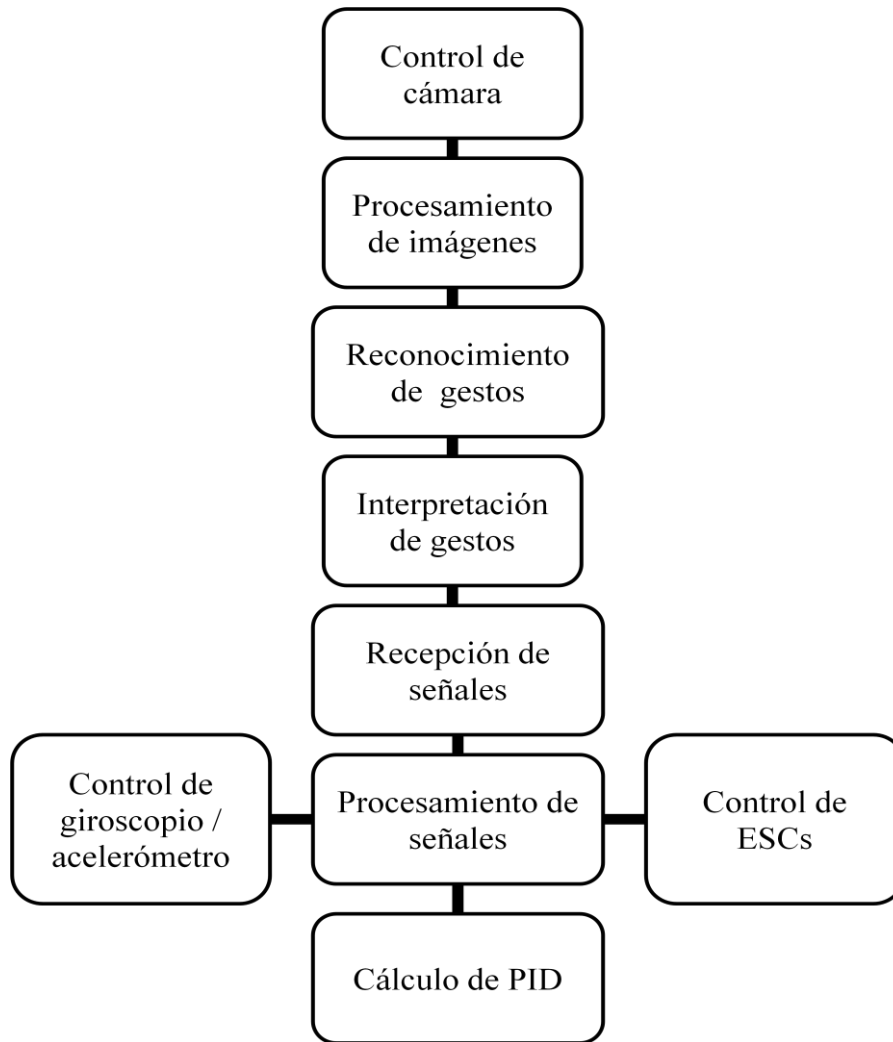 Control de
cámara
Procesamiento
de imágenes
Reconocimiento
de gestos
Interpretación
de gestos
Recepción de
señales
Control de
giroscopio /
acelerómetro
Procesamiento de
señales
Control de
ESCs
Cálculo de PID